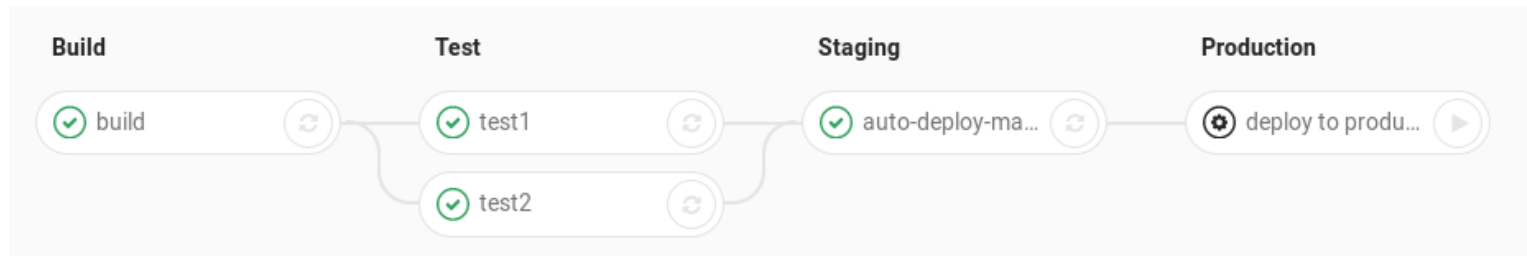 Build
Test
Staging
Production
build
test1
auto-deploy-ma...
deploy to produ...
test2